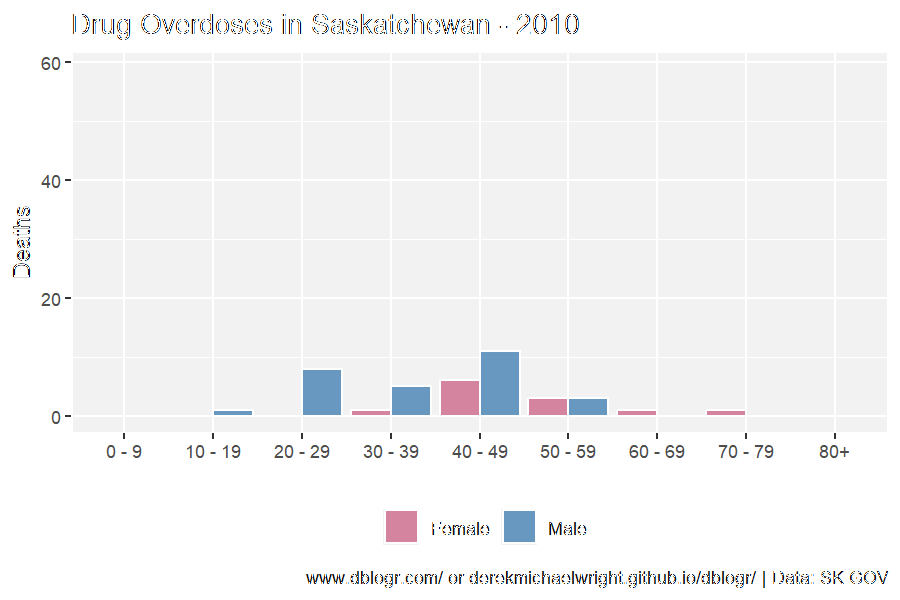 Drug Overdoses in Saskatchewan - 2010
Deaths
60
40
20
0
0 - 9 10 - 19 20 - 29 30 - 39 40 - 49 50 - 59 60 - 69 70 - 79 80+
Female Male
www.dblogr.com/ or derekmichaelwright.github.io/dblogr/ | Data: SK GOV